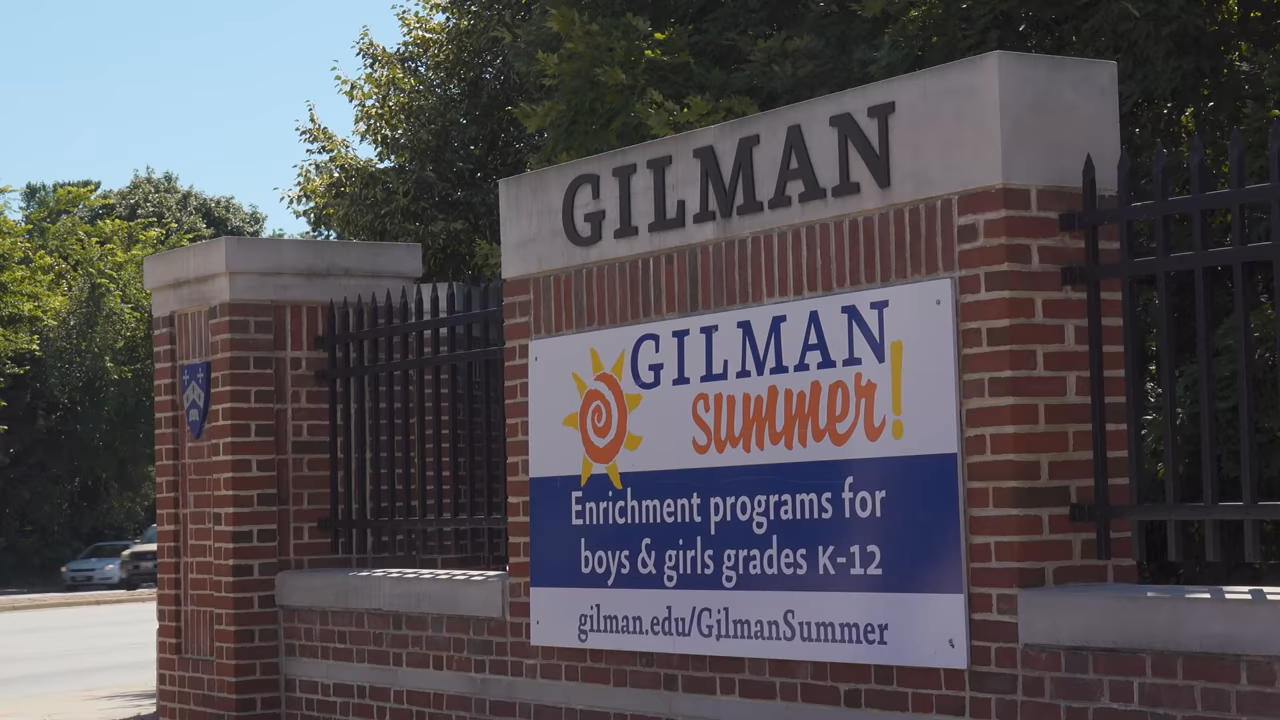 GILMAN
GILMAN
summer!
Enrichment programs for
boys & girls grades K-12
gilman.edu/GilmanSummer